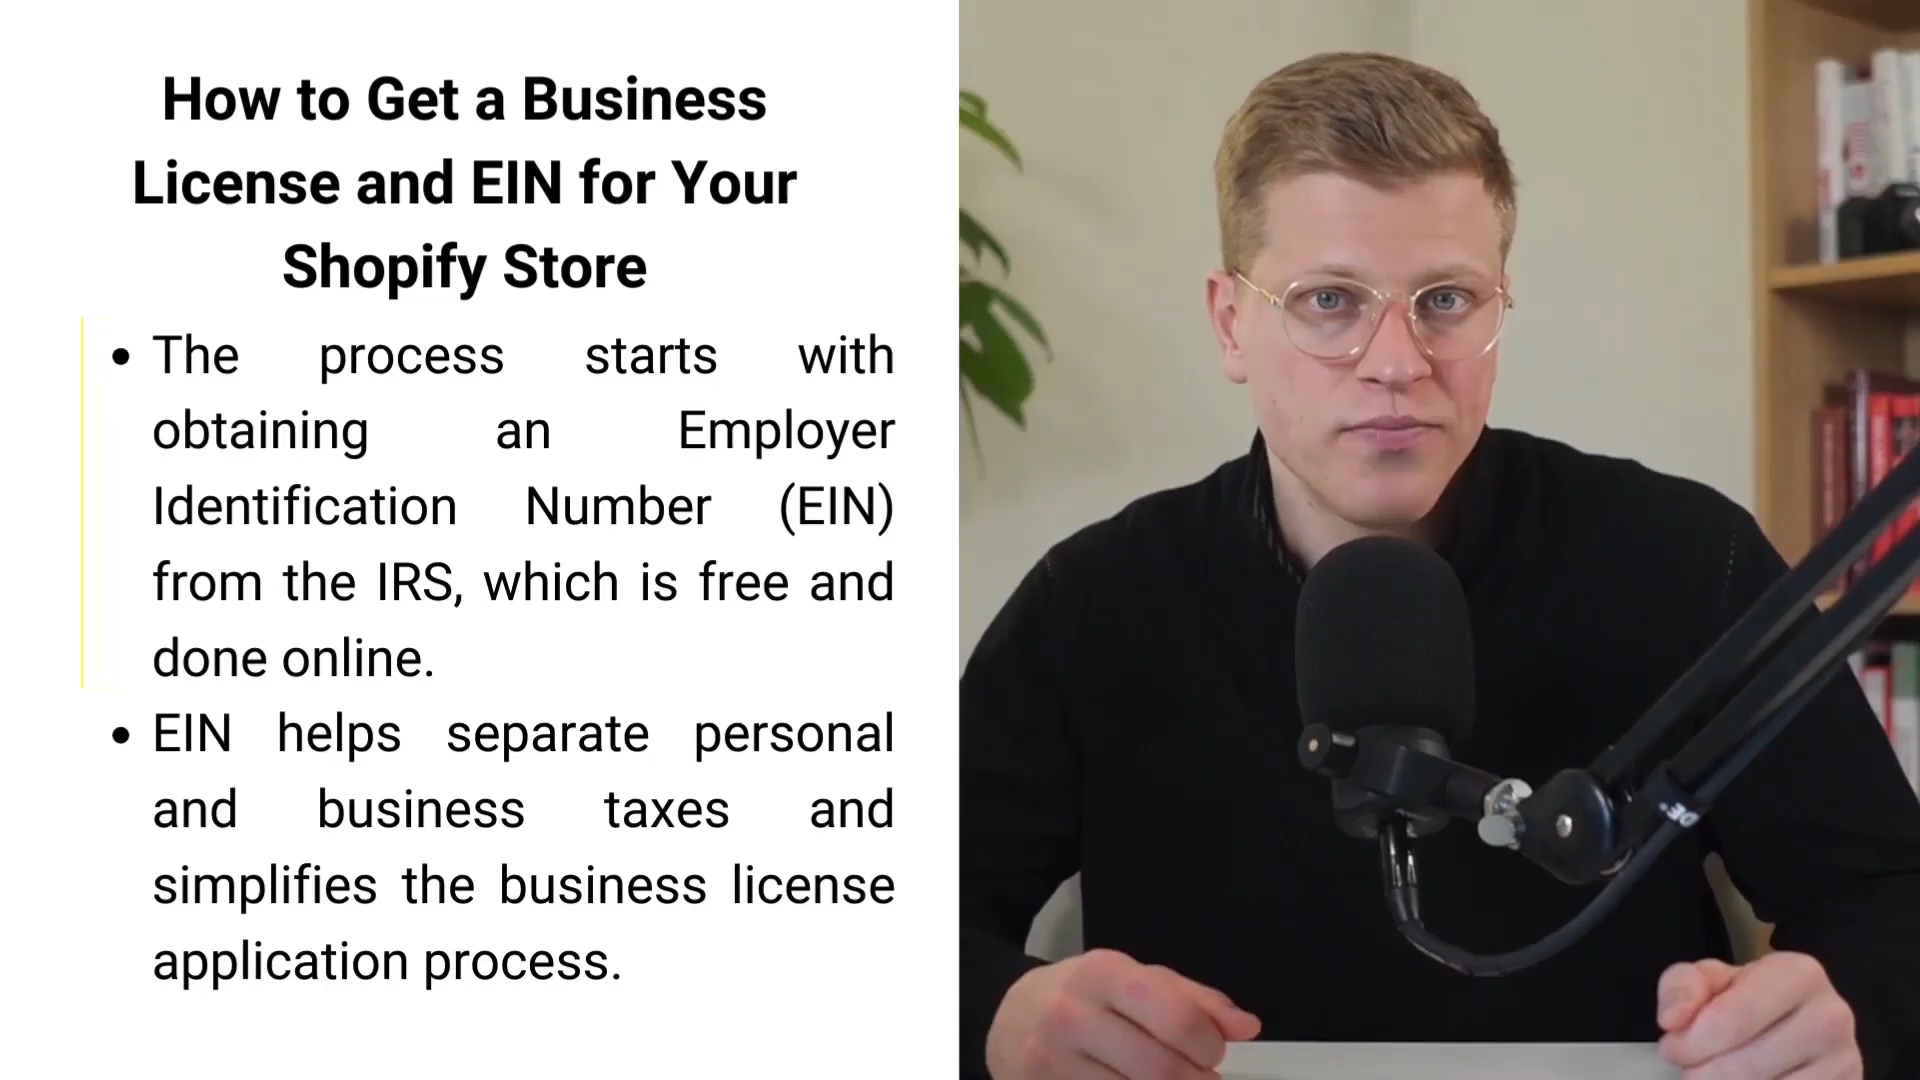 How to Get a Business
License and EIN for Your
Shopify Store
• The process starts with
obtaining an Employer
Identification Number (EIN)
from the IRS, which is free and
done online.
• EIN helps separate personal
and business taxes and
simplifies the business license
application process.